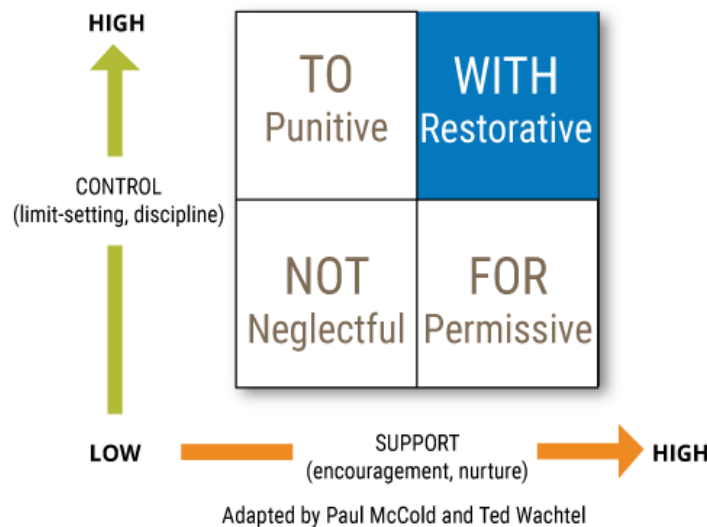 HIGH
TO
Punitive
WITH
Restorative
CONTROL
(limit-setting, discipline)
NOT
Neglectful
FOR
Permissive
LOW
SUPPORT
(encouragement, nurture)
HIGH
Adapted by Paul McCold and Ted Wachtel